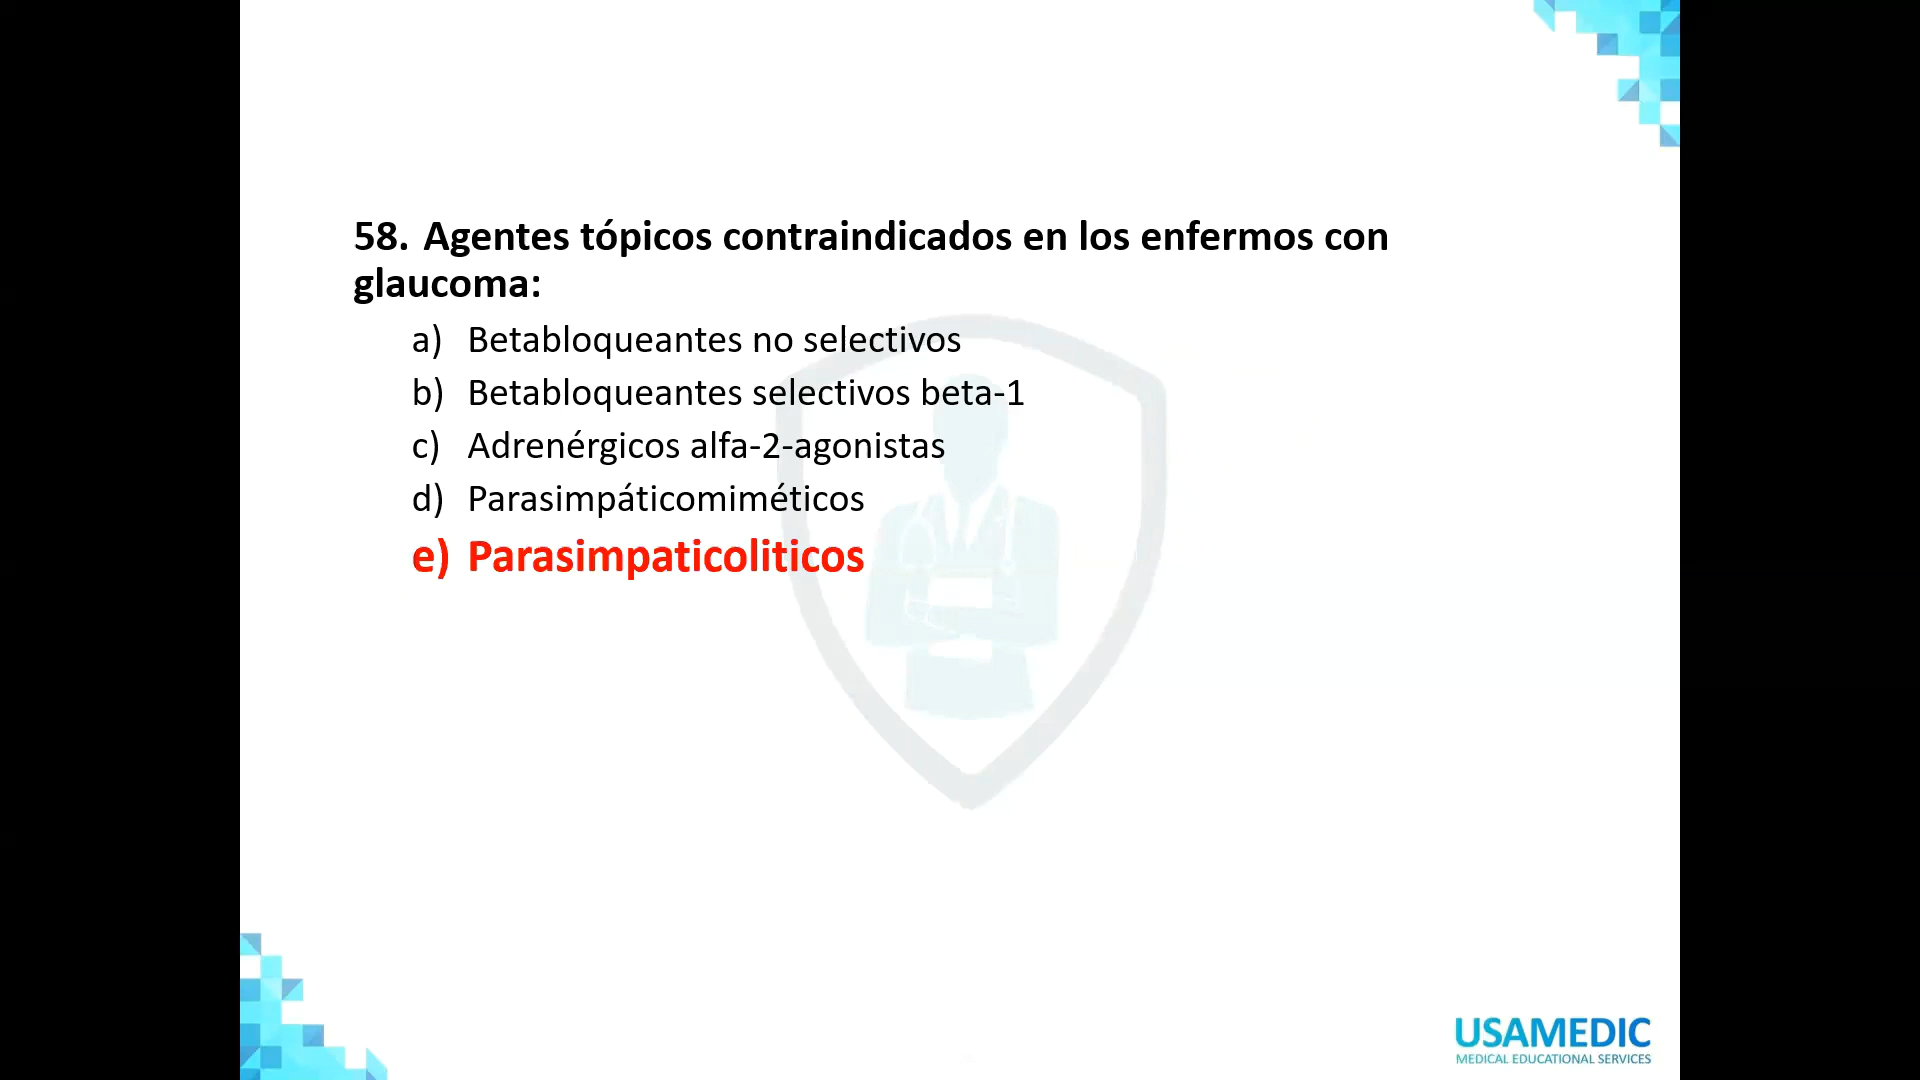 58. Agentes tópicos contraindicados en los enfermos con
glaucoma:
a) Betabloqueantes no selectivos
b) Betabloqueantes selectivos beta-1
c) Adrenérgicos alfa-2-agonistas
d) Parasimpáticomiméticos
e) Parasimpaticoliticos
USAMEDIC
MEDICAL EDUCATIONAL SERVICES